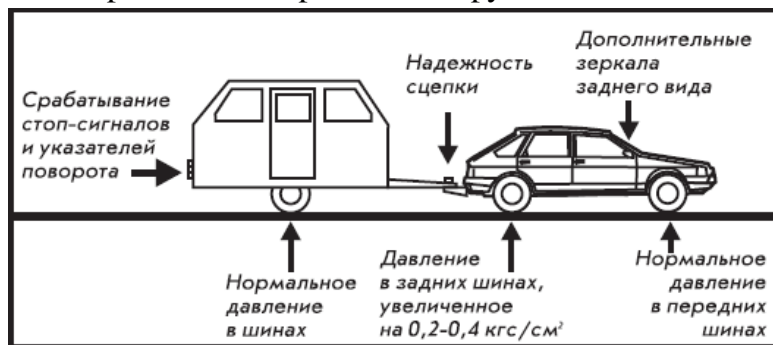 Срабатывание
стоп-сигналов
и указателей
поворота
Надежность
сцепки
Дополнительные
зеркала
заднего вида
Нормальное
давление
в шинах
Давление
в задних шинах,
увеличенное
на 0,2-0,4 кгс/см²
Нормальное
давление
в передних
шинах